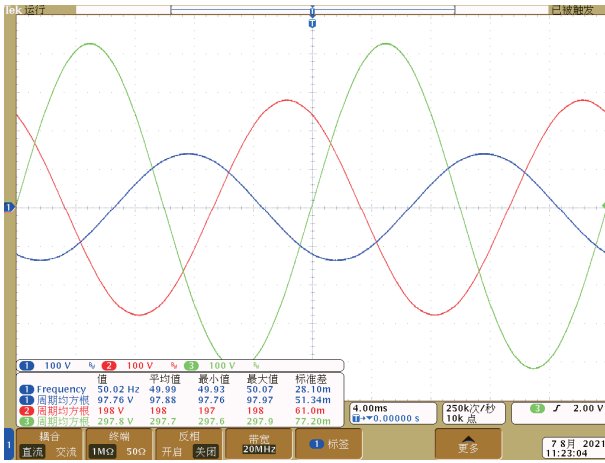 Tek 运行 已被触发
1 100 V 2 100 V 3 100 V
值 平均值 最小值 最大值 标准差
1 Frequency 50.02 Hz 49.99 49.93 50.07 28.10m
1 周期均方根 97.76 V 97.88 97.76 97.97 51.34m
2 周期均方根 198 V 198 197 198 61.0m
3 周期均方根 297.8 V 297.7 297.6 297.9 77.20m
4.00ms
T→▼0.00000 s
250k次/秒
10k 点
3 2.00 V
1
耦合
直流 交流
终端
1MΩ 50Ω
反相
开启 关闭
带宽
20MHz
1 标签
更多
7 8月 2021
11:23:04